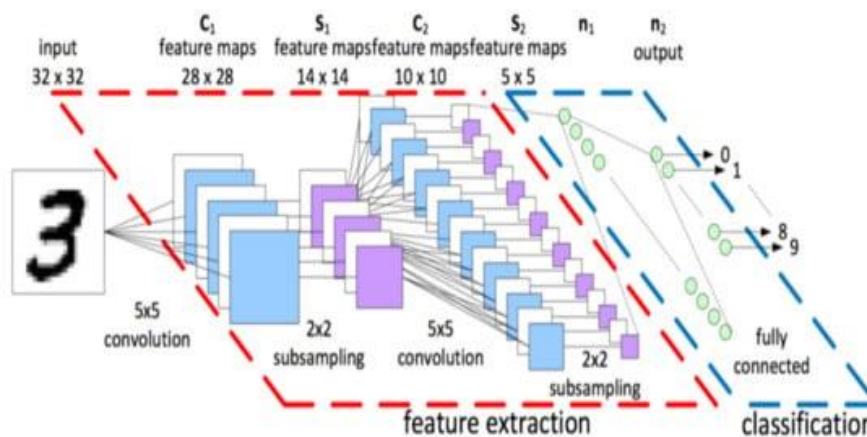 C₁ S₁ C₂ S₂ n₁ n₂
input feature maps feature maps feature maps feature maps output
32 x 32 28 x 28 14 x 14 10 x 10 5 x 5
0
1
8
9
5x5
convolution
2x2
subsampling
5x5
convolution
2x2
subsampling
fully
connected
feature extraction
classification